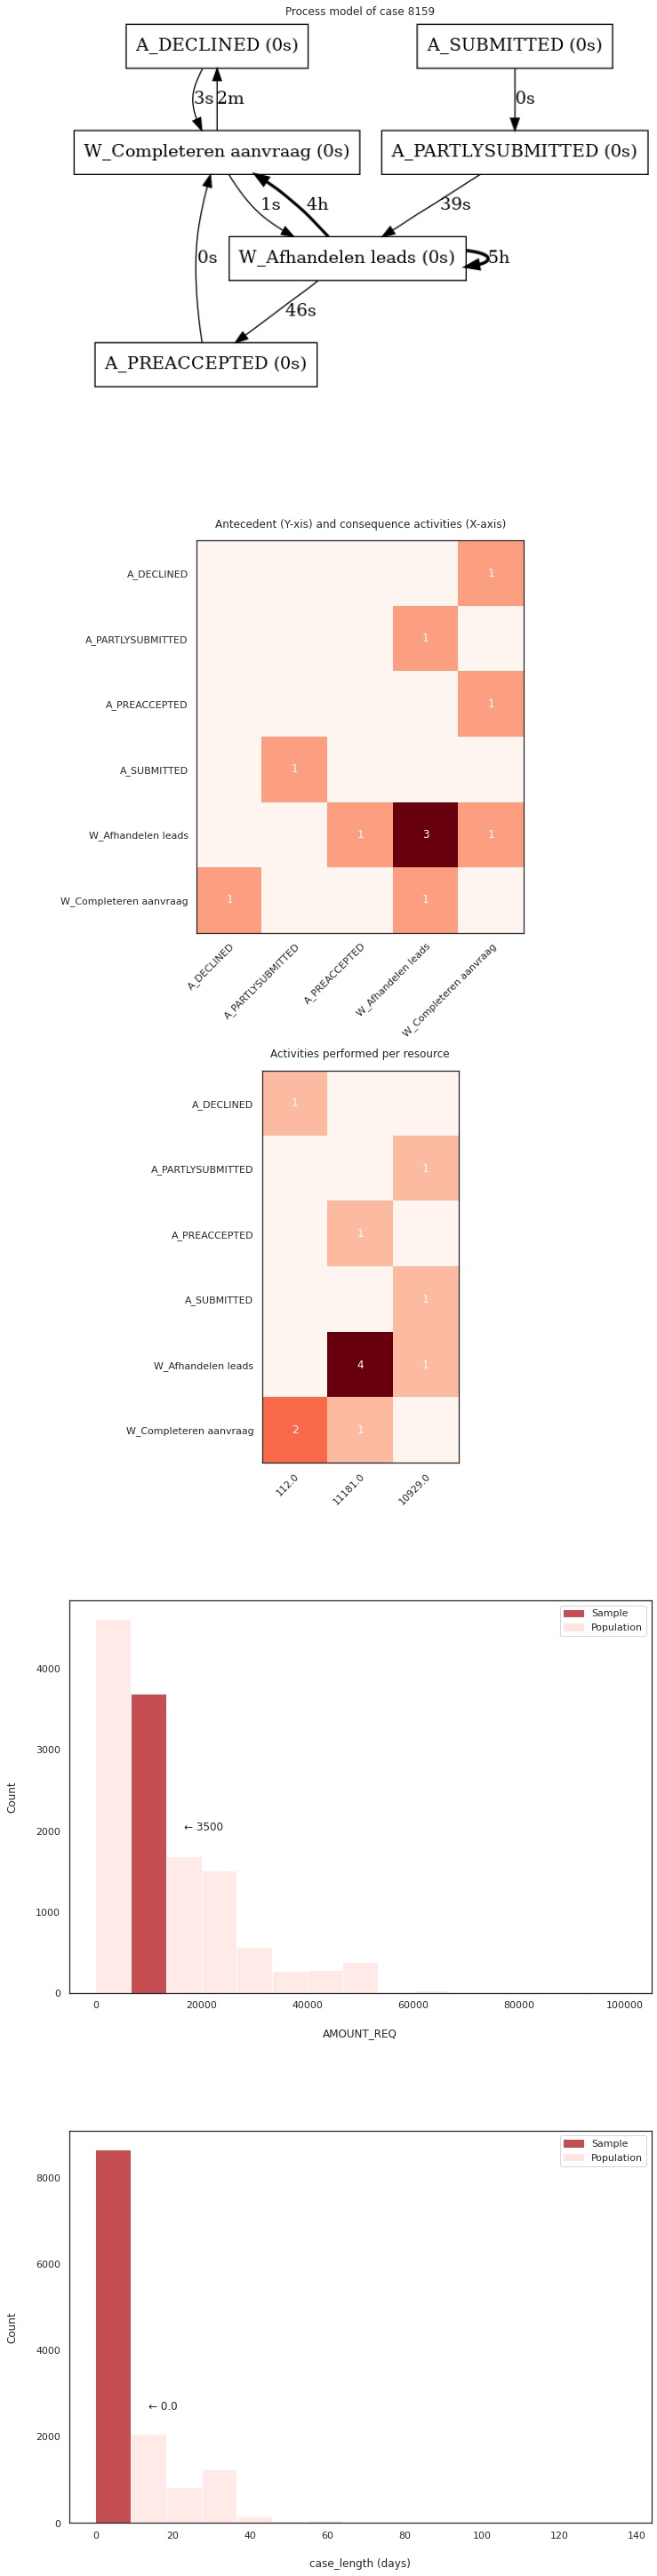 Process model of case 8159
A_DECLINED (0s)
A_SUBMITTED (0s)
3s
2m
0s
W_Completeren aanvraag (0s)
A_PARTLYSUBMITTED (0s)
1s
4h
39s
0s
W_Afhandelen leads (0s)
5h
46s
A_PREACCEPTED (0s)
Antecedent (Y-xis) and consequence activities (X-axis)
A_DECLINED
1
A_PARTLYSUBMITTED
1
A_PREACCEPTED
1
A_SUBMITTED
1
W_Afhandelen leads
1
3
1
W_Completeren aanvraag
1
1
A_DECLINED
A_PARTLYSUBMITTED
A_PREACCEPTED
W_Afhandelen leads
W_Completeren aanvraag
Activities performed per resource
A_DECLINED
1
A_PARTLYSUBMITTED
1
A_PREACCEPTED
1
A_SUBMITTED
1
W_Afhandelen leads
4
1
W_Completeren aanvraag
2
1
112.0
11181.0
10929.0
Sample
Population
4000
3000
2000
1000
0
Count
← 3500
0
20000
40000
60000
80000
100000
AMOUNT_REQ
Sample
Population
8000
6000
4000
2000
0
Count
← 0.0
0
20
40
60
80
100
120
140
case_length (days)